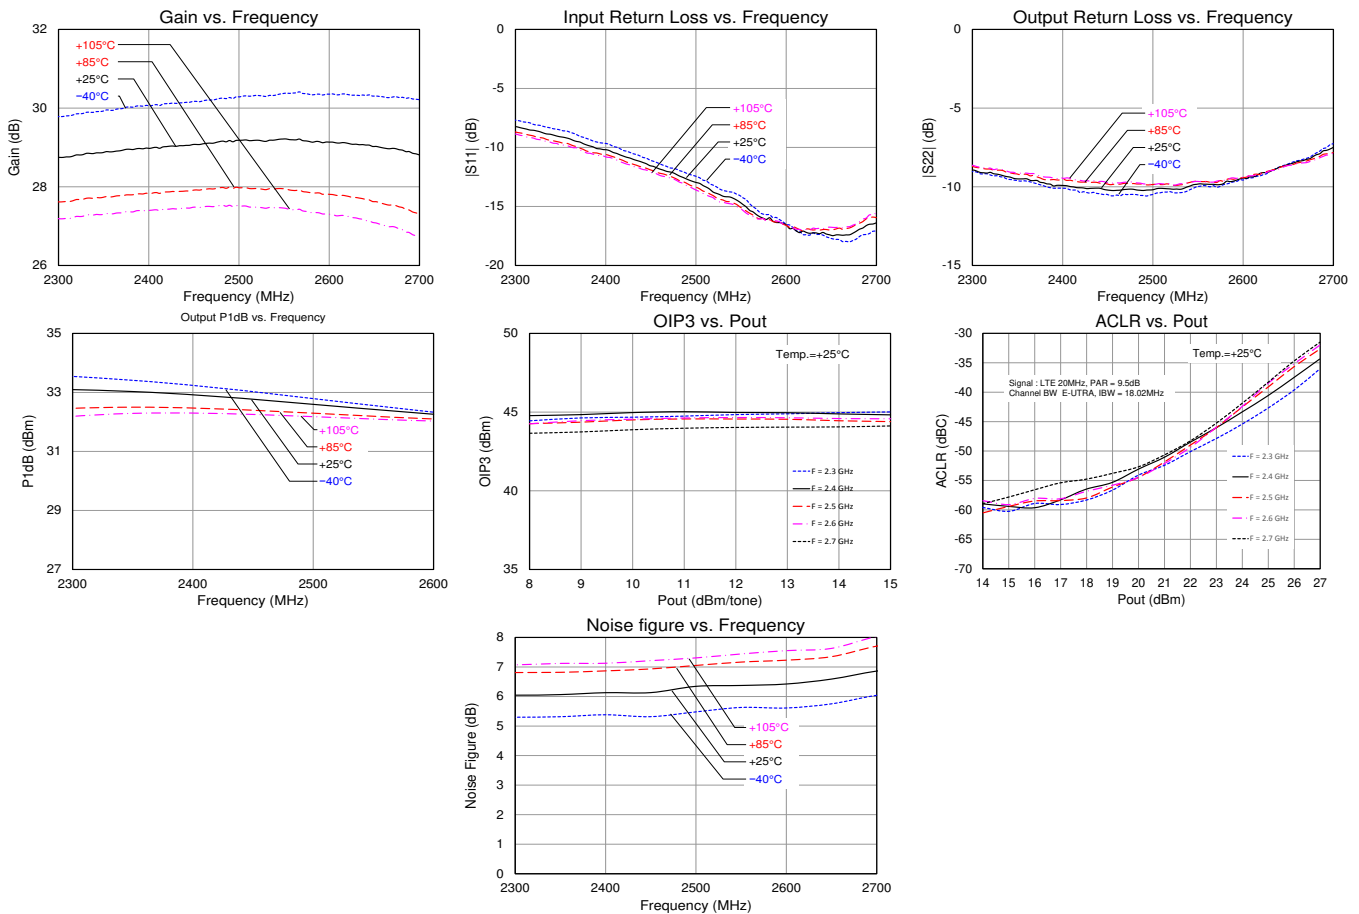 Gain vs. Frequency
32
30
28
26
Gain (dB)
+105°C
+85°C
+25°C
−40°C
2300 2400 2500 2600 2700
Frequency (MHz)
Input Return Loss vs. Frequency
0
-5
-10
-15
-20
|S11| (dB)
+105°C
+85°C
+25°C
−40°C
2300 2400 2500 2600 2700
Frequency (MHz)
Output Return Loss vs. Frequency
0
-5
-10
-15
|S22| (dB)
+105°C
+85°C
+25°C
−40°C
2300 2400 2500 2600 2700
Frequency (MHz)
Output P1dB vs. Frequency
35
33
31
29
27
P1dB (dBm)
+105°C
+85°C
+25°C
−40°C
2300 2400 2500 2600
Frequency (MHz)
OIP3 vs. Pout
50
45
40
35
OIP3 (dBm)
Temp.=+25°C
F = 2.3 GHz
F = 2.4 GHz
F = 2.5 GHz
F = 2.6 GHz
F = 2.7 GHz
8 9 10 11 12 13 14 15
Pout (dBm/tone)
ACLR vs. Pout
-30
-35
-40
-45
-50
-55
-60
-65
-70
ACLR (dBC)
Temp.=+25°C
Signal : LTE 20MHz, PAR = 9.5dB
Channel BW E-UTRA, IBW = 18.02MHz
F = 2.3 GHz
F = 2.4 GHz
F = 2.5 GHz
F = 2.6 GHz
F = 2.7 GHz
14 15 16 17 18 19 20 21 22 23 24 25 26 27
Pout (dBm)
Noise figure vs. Frequency
8
7
6
5
4
3
2
1
0
Noise Figure (dB)
+105°C
+85°C
+25°C
−40°C
2300 2400 2500 2600 2700
Frequency (MHz)